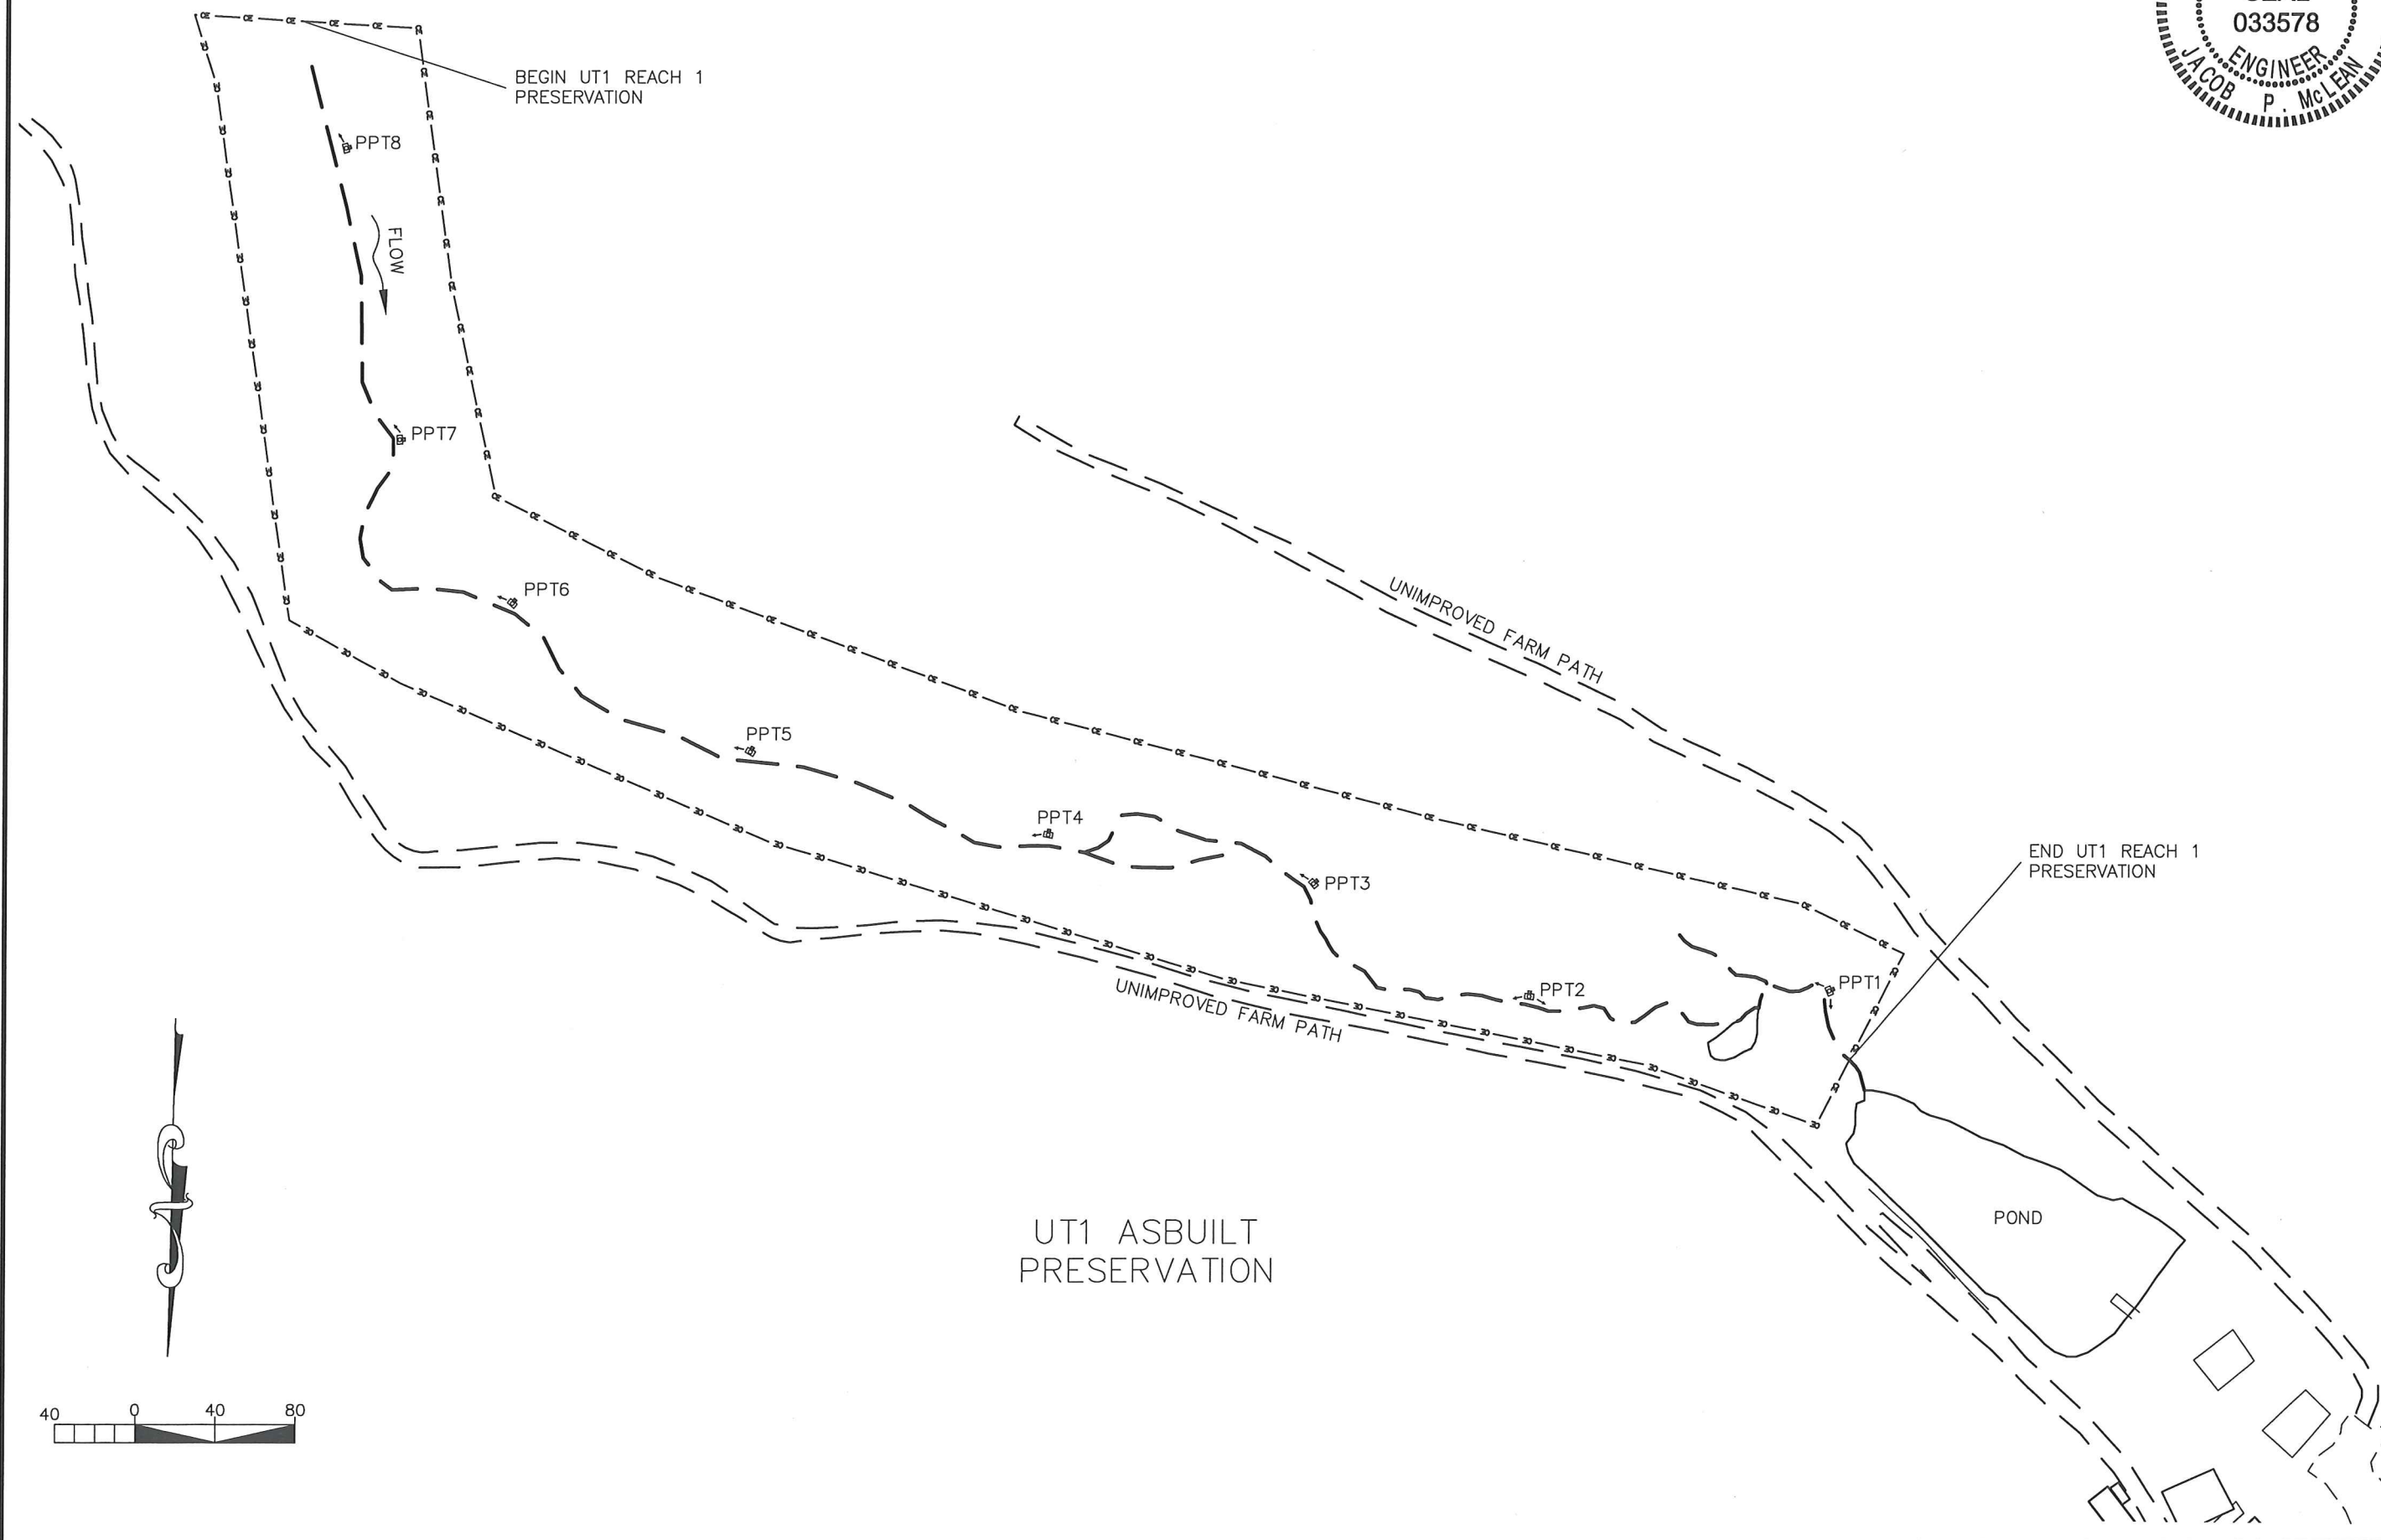 033578
ENGINEER
JACOB P. McLEAN
BEGIN UT1 REACH 1
PRESERVATION
PPT8
FLOW
PPT7
PPT6
UNIMPROVED FARM PATH
PPT5
PPT4
PPT3
END UT1 REACH 1
PRESERVATION
PPT2
PPT1
UNIMPROVED FARM PATH
POND
UT1 ASBUILT
PRESERVATION
40 0 40 80